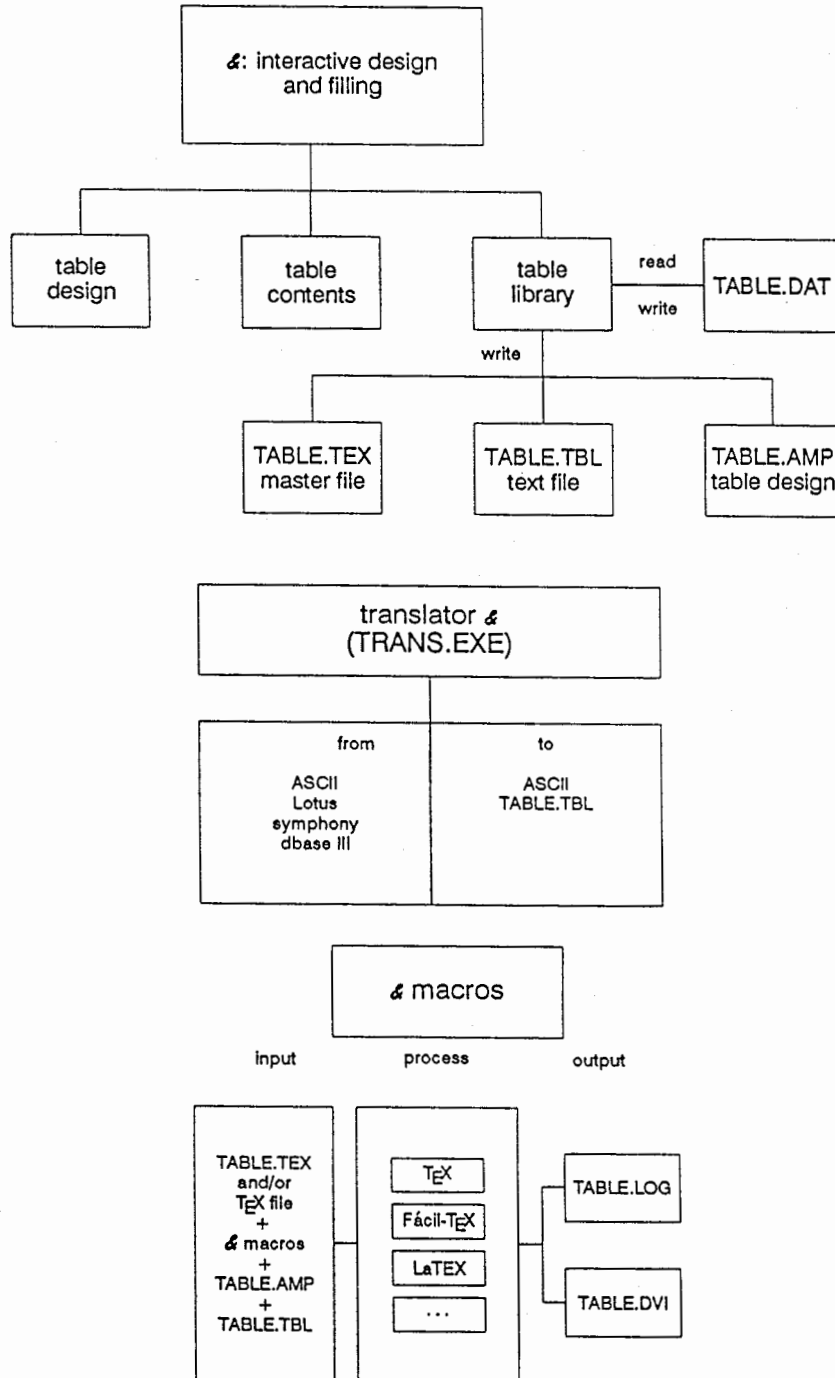 &: interactive design
and filling
table
design
table
contents
table
library
read
write
TABLE.DAT
write
TABLE.TEX
master file
TABLE.TBL
text file
TABLE.AMP
table design
translator &
(TRANS.EXE)
from
ASCII
Lotus
symphony
dbase III
to
ASCII
TABLE.TBL
& macros
input
process
output
TABLE.TEX
and/or
TEX file
+
& macros
+
TABLE.AMP
+
TABLE.TBL
TEX
Fácil-TEX
LaTEX
...
TABLE.LOG
TABLE.DVI